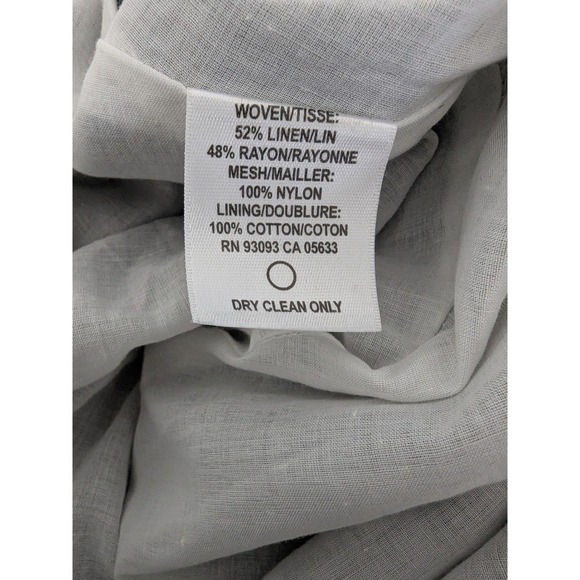 WOVEN/TISSE:
52% LINEN/LIN
48% RAYON/RAYONNE
MESH/MAILLER:
100% NYLON
LINING/DOUBLURE:
100% COTTON/COTON
RN 93093 CA 05633
DRY CLEAN ONLY